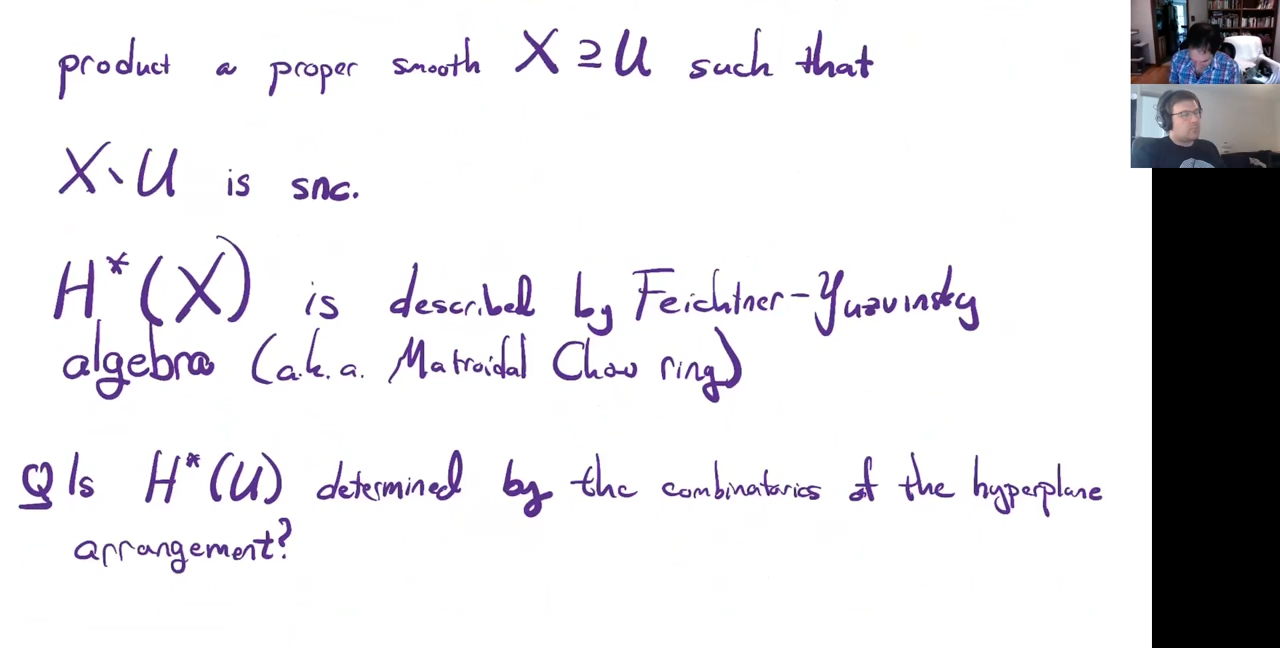 product a proper smooth X ⊇ U such that
X \ U is snc.
H*(X) is described by Feichtner-Yuzvinsky
algebra (a.k.a. Matroidal Chow ring)
Q Is H*(U) determined by the combinatorics of the hyperplane
arrangement?